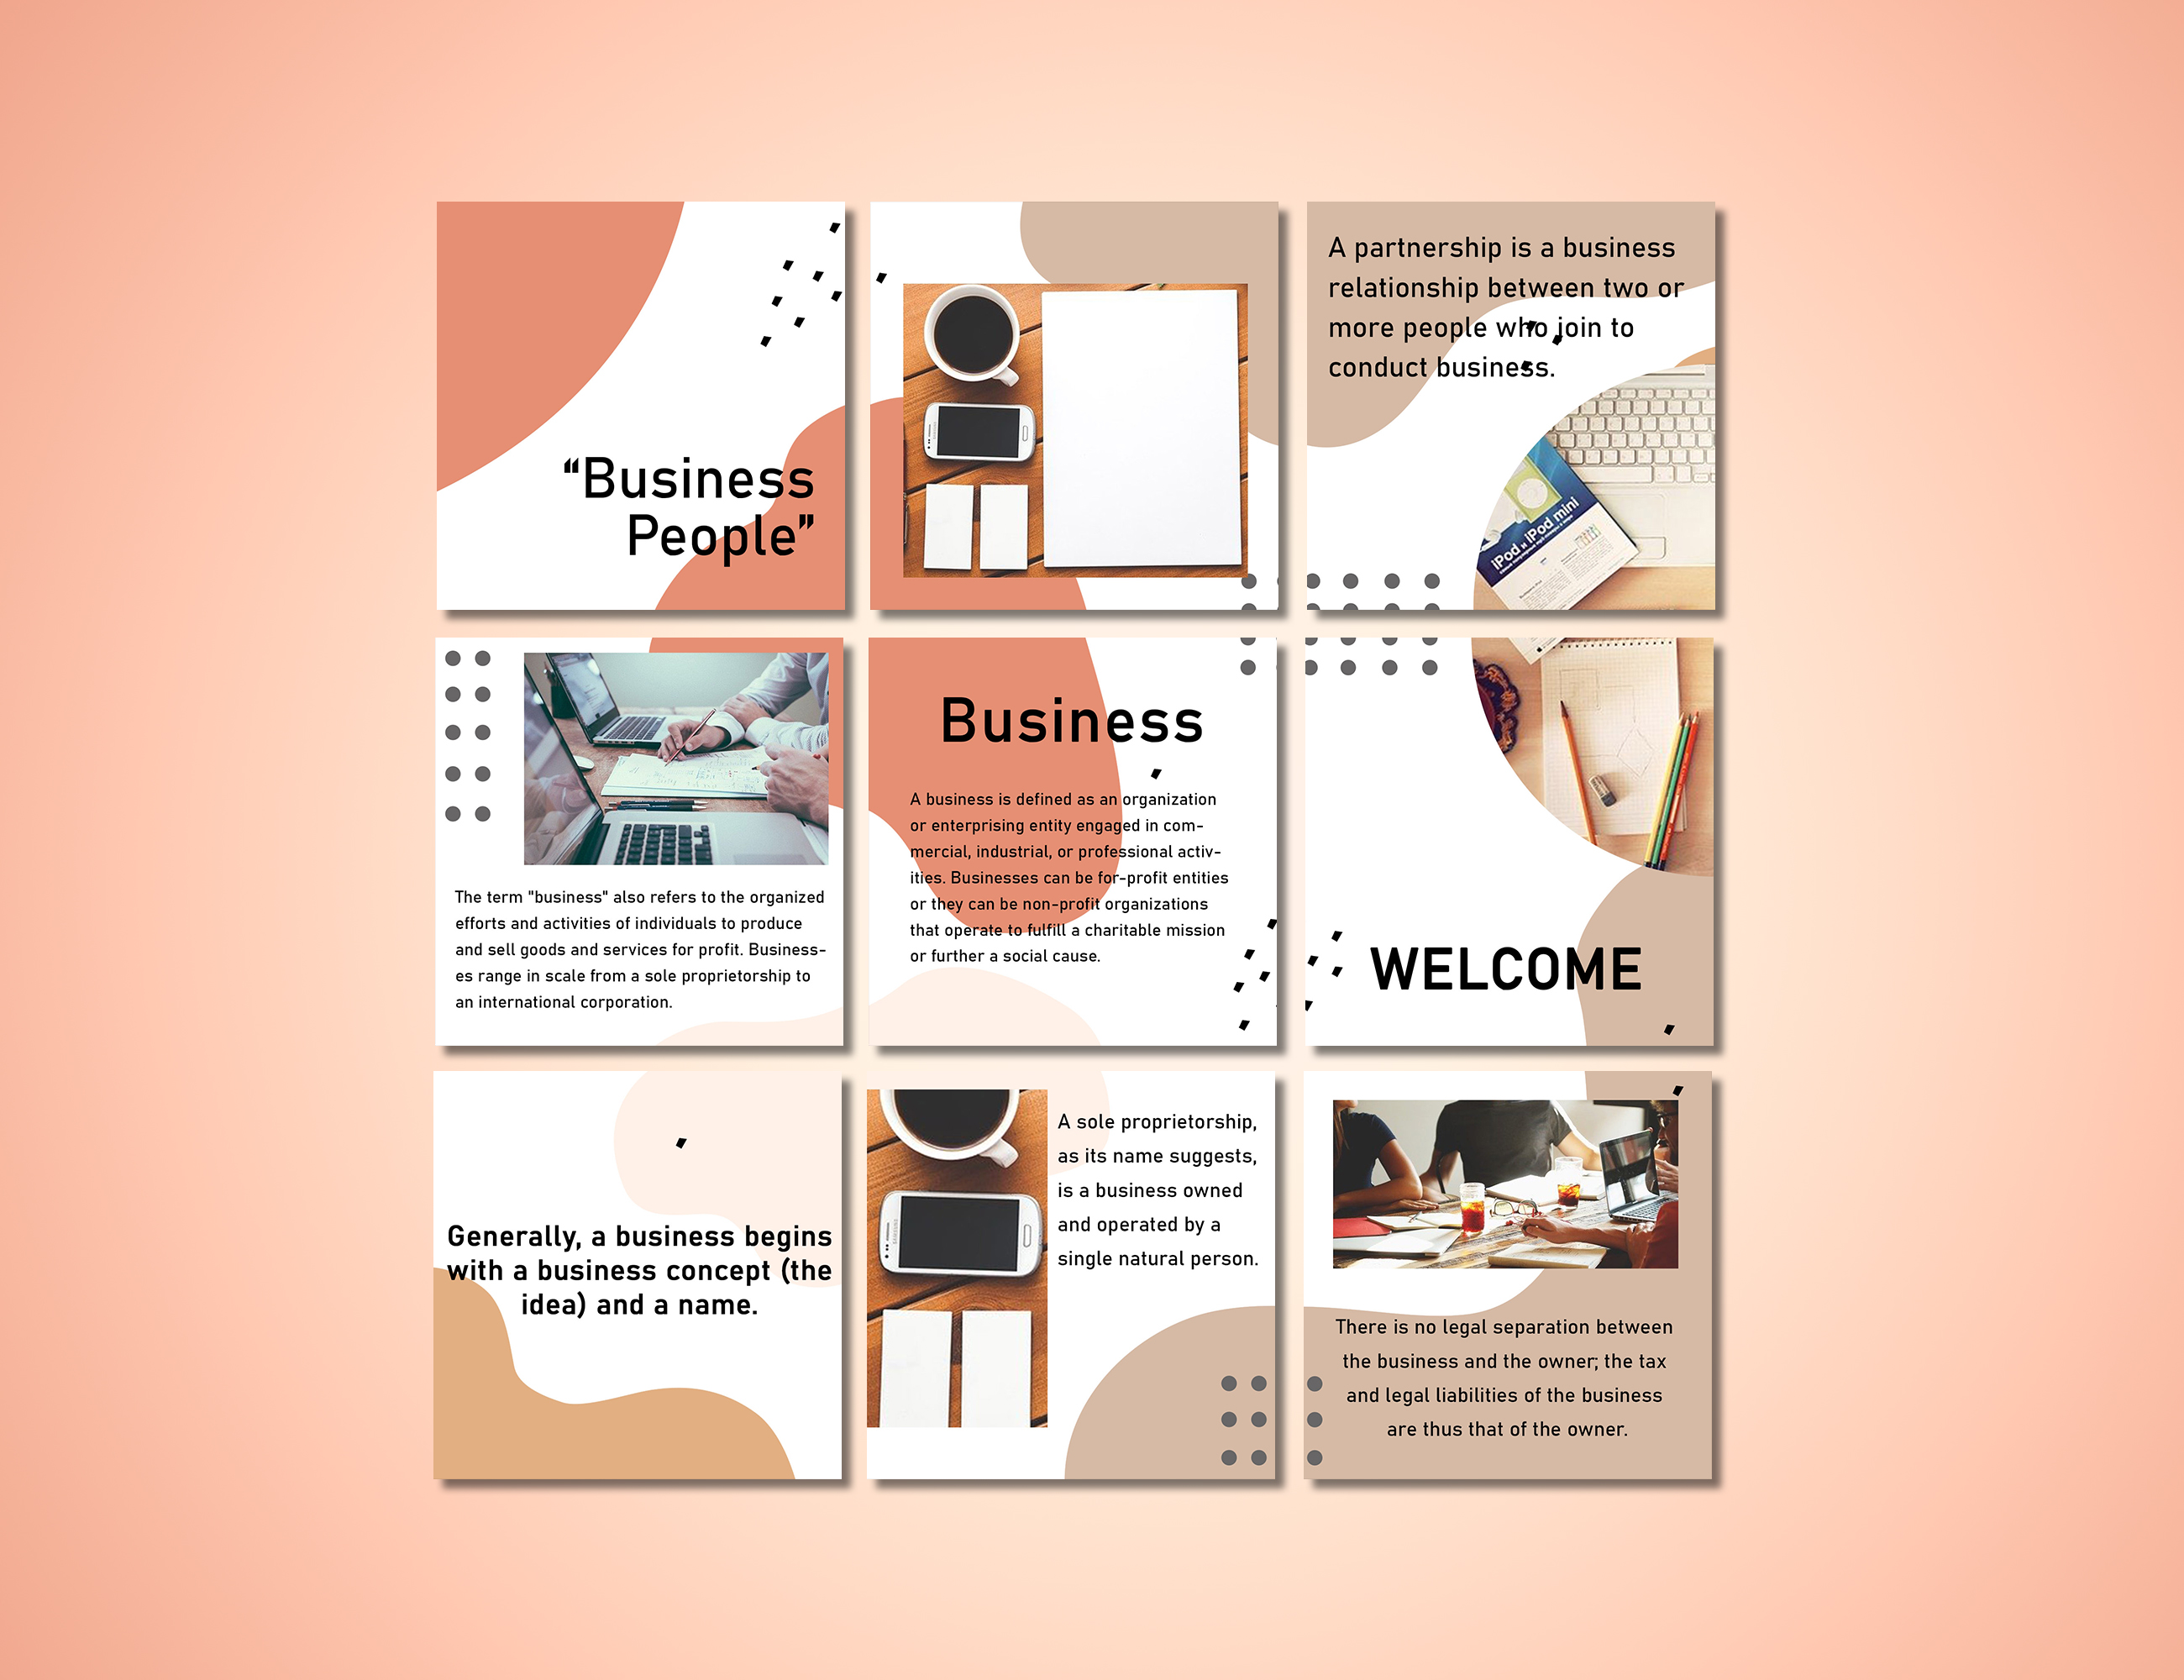 “Business
People”
A partnership is a business
relationship between two or
more people who join to
conduct business.
iPod и iPod mini
The term "business" also refers to the organized
efforts and activities of individuals to produce
and sell goods and services for profit. Business-
es range in scale from a sole proprietorship to
an international corporation.
Business
A business is defined as an organization
or enterprising entity engaged in com-
mercial, industrial, or professional activ-
ities. Businesses can be for-profit entities
or they can be non-profit organizations
that operate to fulfill a charitable mission
or further a social cause.
WELCOME
Generally, a business begins
with a business concept (the
idea) and a name.
A sole proprietorship,
as its name suggests,
is a business owned
and operated by a
single natural person.
There is no legal separation between
the business and the owner; the tax
and legal liabilities of the business
are thus that of the owner.